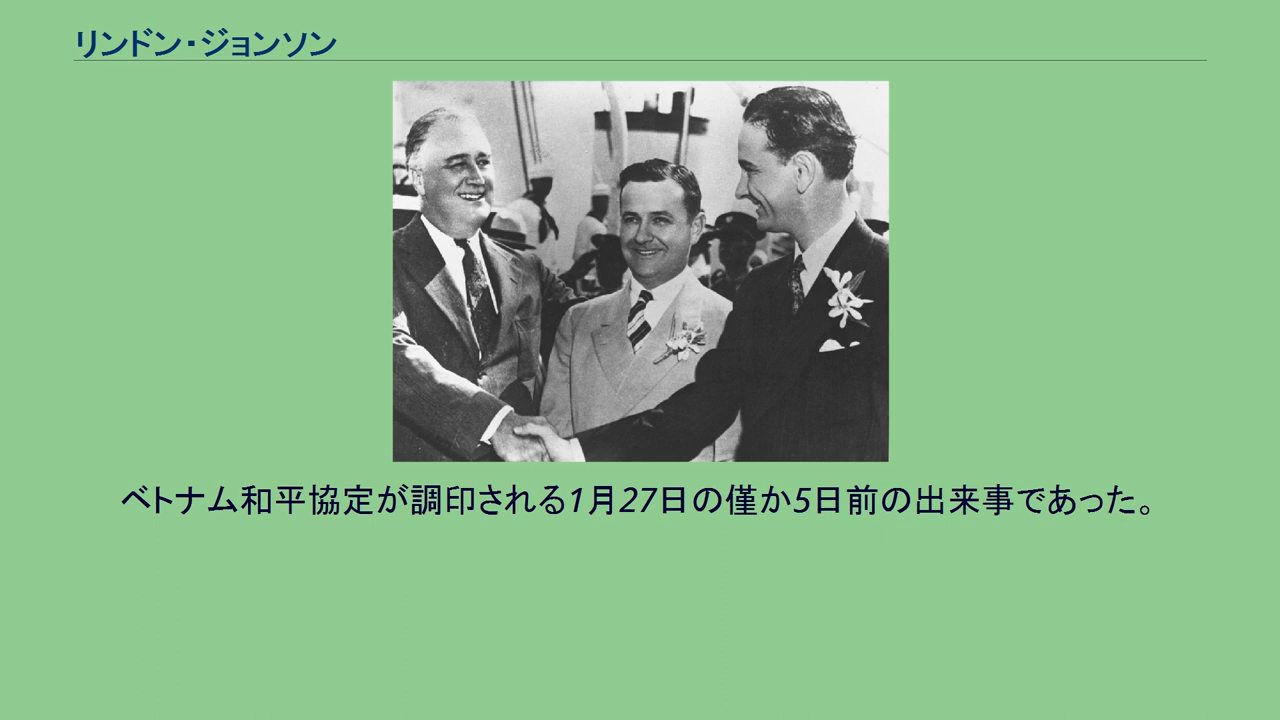 リンドン・ジョンソン
ベトナム和平協定が調印される1月27日の僅か5日前の出来事であった。